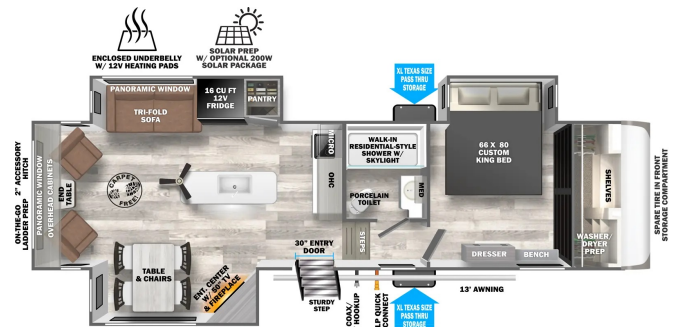 ENCLOSED UNDERBELLY
W/ 12V HEATING PADS
SOLAR PREP
W/ OPTIONAL 200W
SOLAR PACKAGE
XL TEXAS SIZE
PASS THRU
STORAGE
PANORAMIC WINDOW
TRI-FOLD
SOFA
16 CU FT
12V
FRIDGE
PANTRY
ON-THE-GO
LADDER PREP
2" ACCESSORY
HITCH
PANORAMIC WINDOW
OVERHEAD CABINETS
END
TABLE
CARPET
FREE!
MICRO
OHC
WALK-IN
RESIDENTIAL-STYLE
SHOWER W/
SKYLIGHT
PORCELAIN
TOILET
MED
66 X 80
CUSTOM
KING BED
SHELVES
SPARE TIRE IN FRONT
STORAGE COMPARTMENT
WASHER/
DRYER
PREP
STEPS
DRESSER
BENCH
TABLE
& CHAIRS
ENT. CENTER
W/ 50" TV
& FIREPLACE
30" ENTRY
DOOR
STURDY
STEP
COAX/
HOOKUP
LP QUICK
CONNECT
13' AWNING
XL TEXAS SIZE
PASS THRU
STORAGE